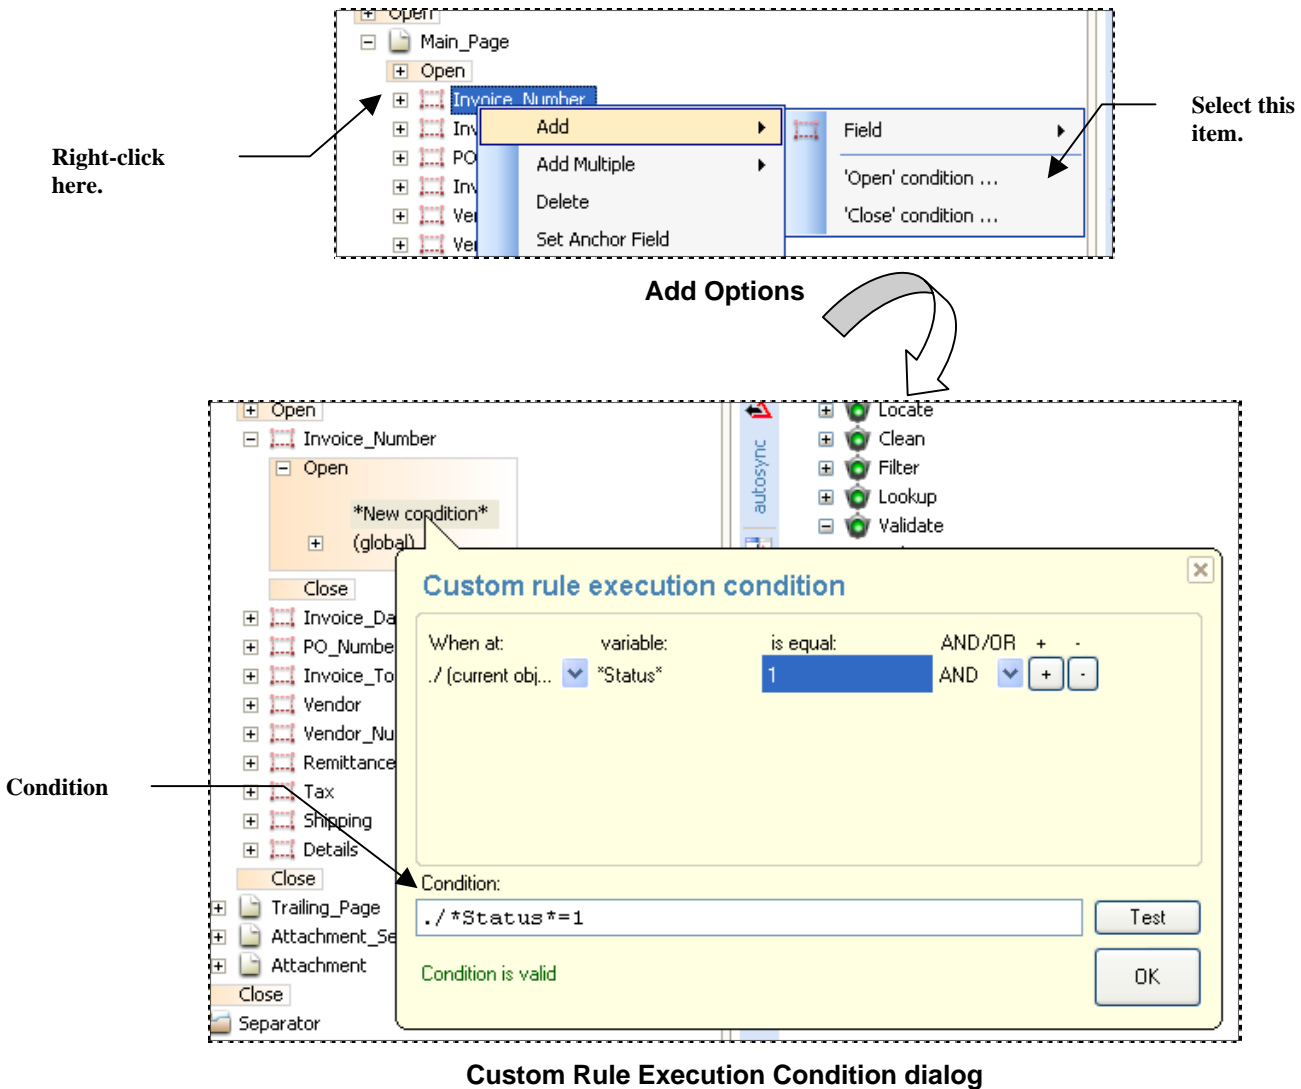 Open
Main_Page
Open
Invoice_Number
Inv
PO
Inv
Ver
Ver
Add
Add Multiple
Delete
Set Anchor Field
Field
'Open' condition ...
'Close' condition ...
Right-click
here.
Select this
item.
Add Options
Open
Invoice_Number
Open
*New condition*
(global)
Close
Invoice_Da
PO_Numbe
Invoice_To
Vendor
Vendor_Nu
Remittance
Tax
Shipping
Details
Close
Trailing_Page
Attachment_Se
Attachment
Close
Separator
autosync
Locate
Clean
Filter
Lookup
Validate
Custom rule execution condition
When at: variable: is equal: AND/OR + -
./ (current obj... *Status* 1 AND + -
Condition
Condition:
./*Status*=1
Test
Condition is valid
OK
Custom Rule Execution Condition dialog